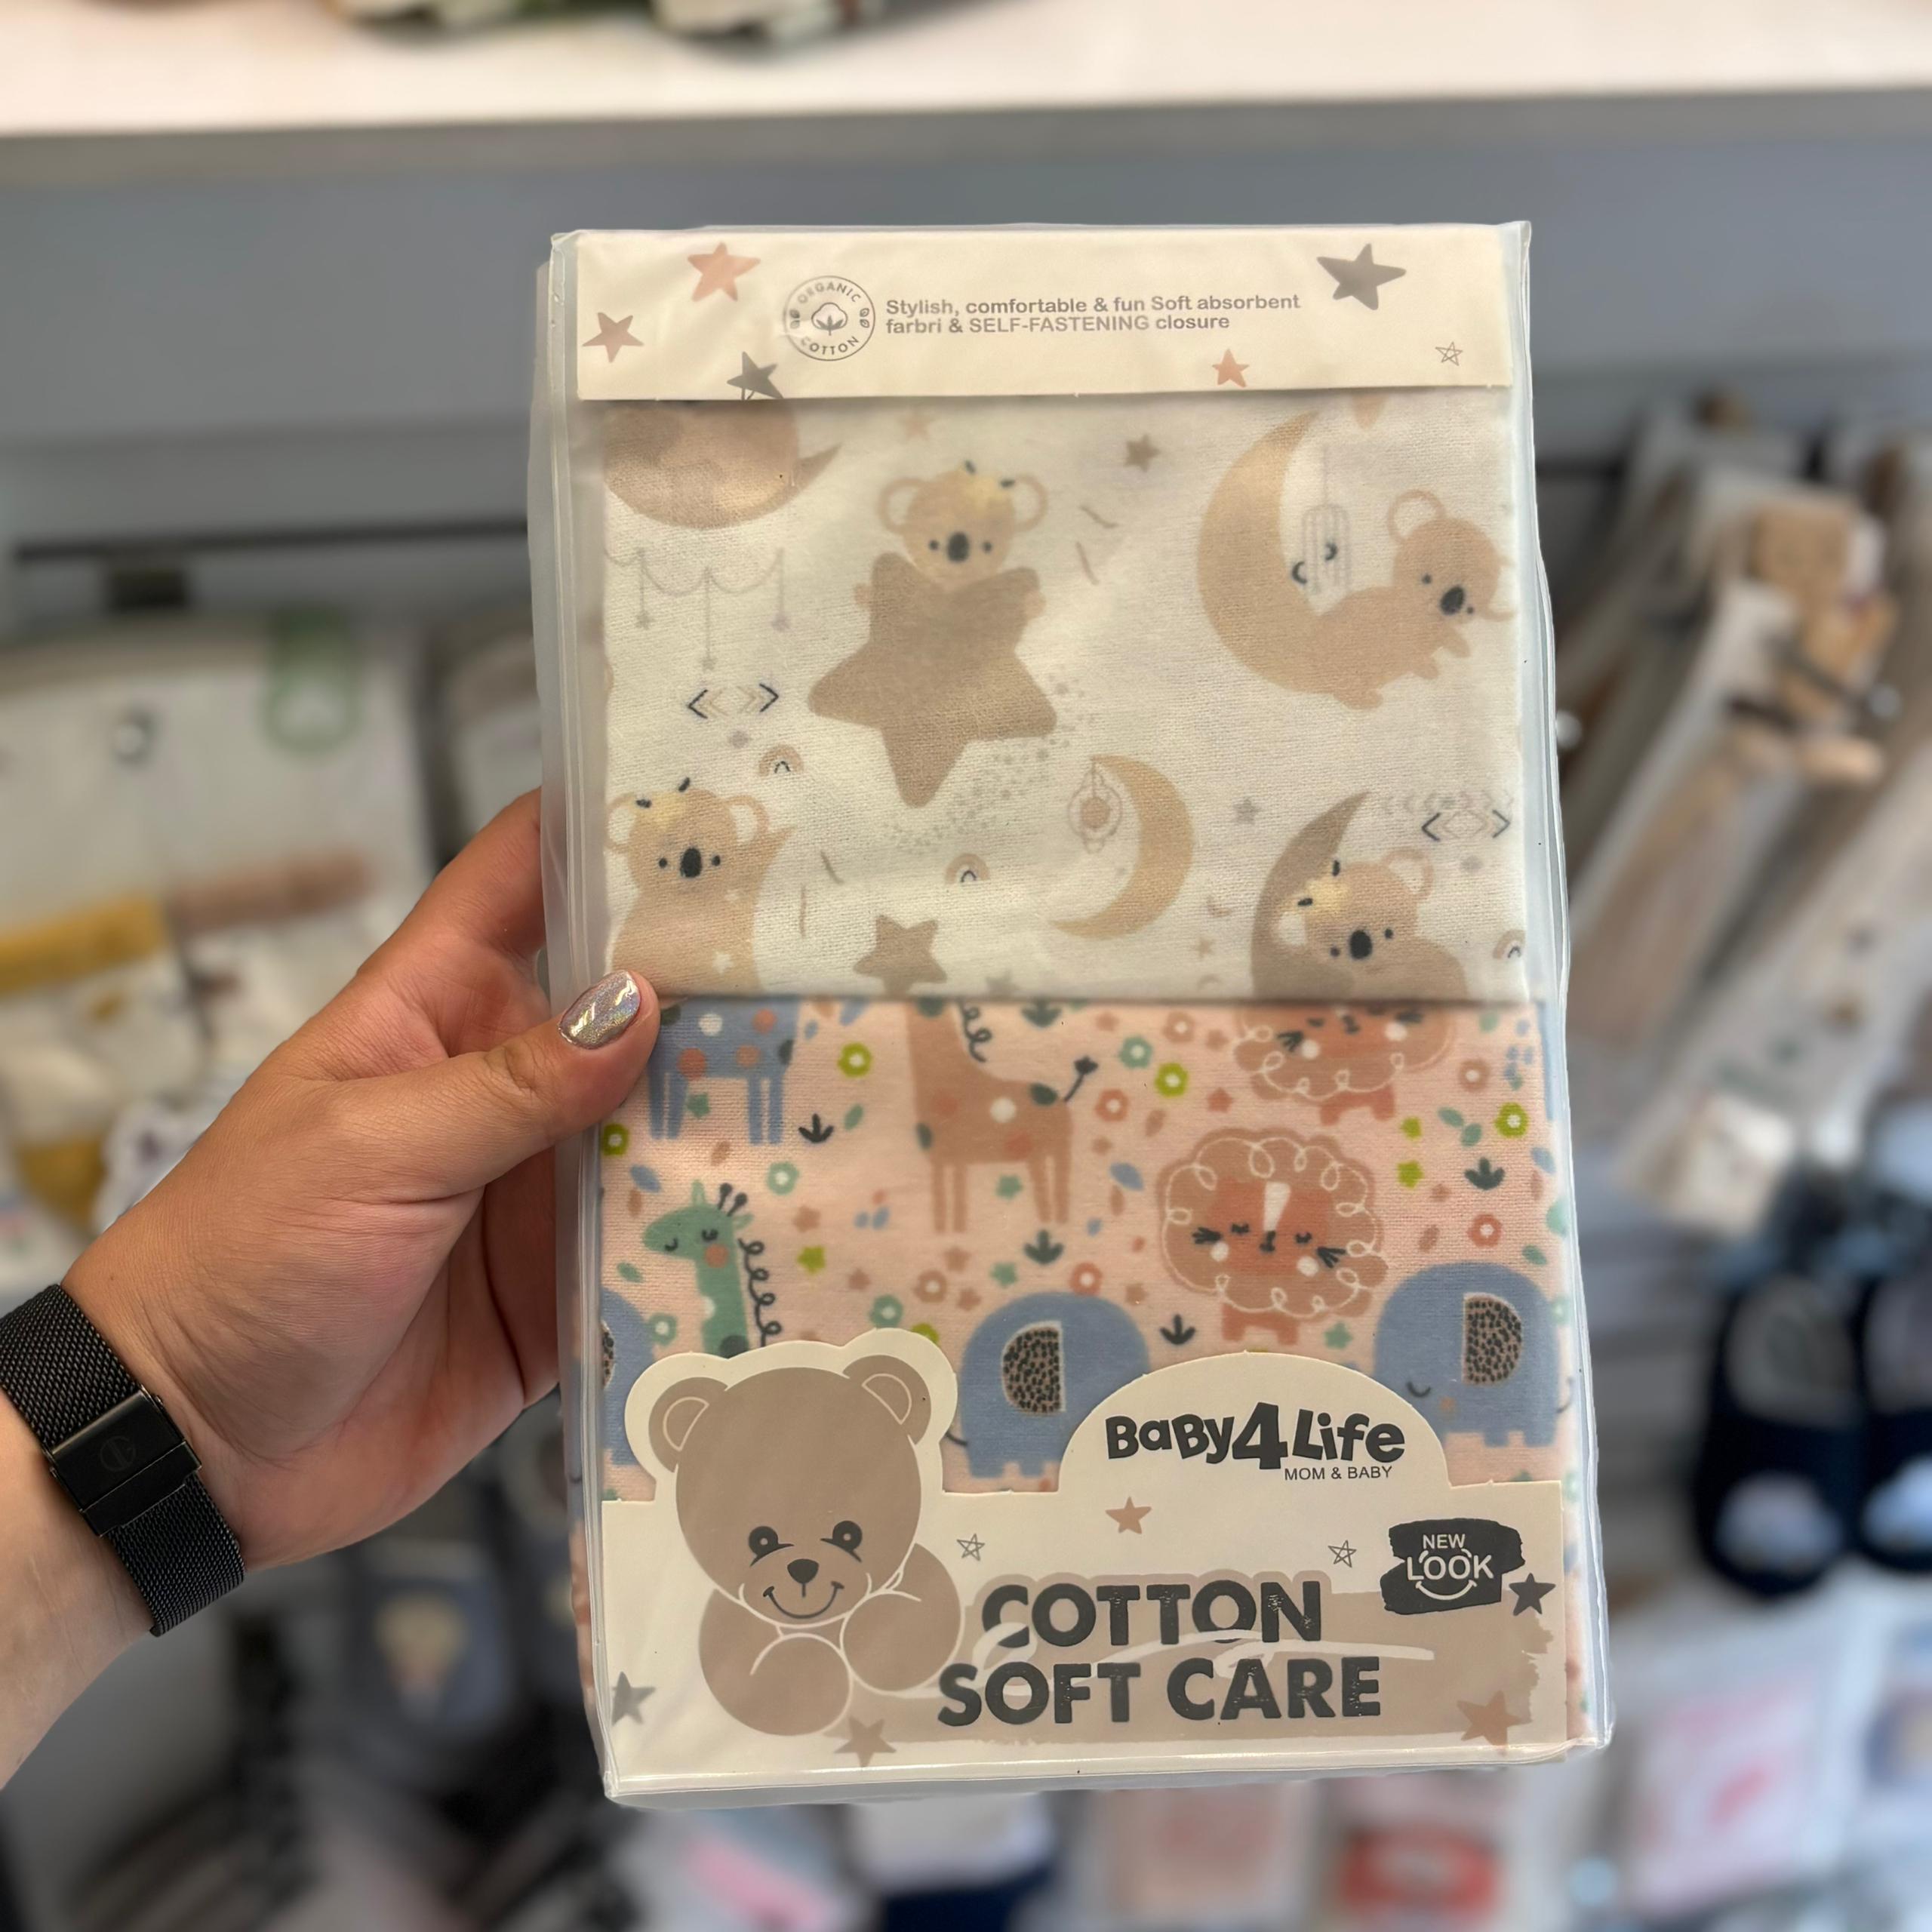 ORGANIC
COTTON
Stylish, comfortable & fun Soft absorbent
farbri & SELF-FASTENING closure
BaBy4Life
MOM & BABY
NEW
LOOK
COTTON
SOFT CARE